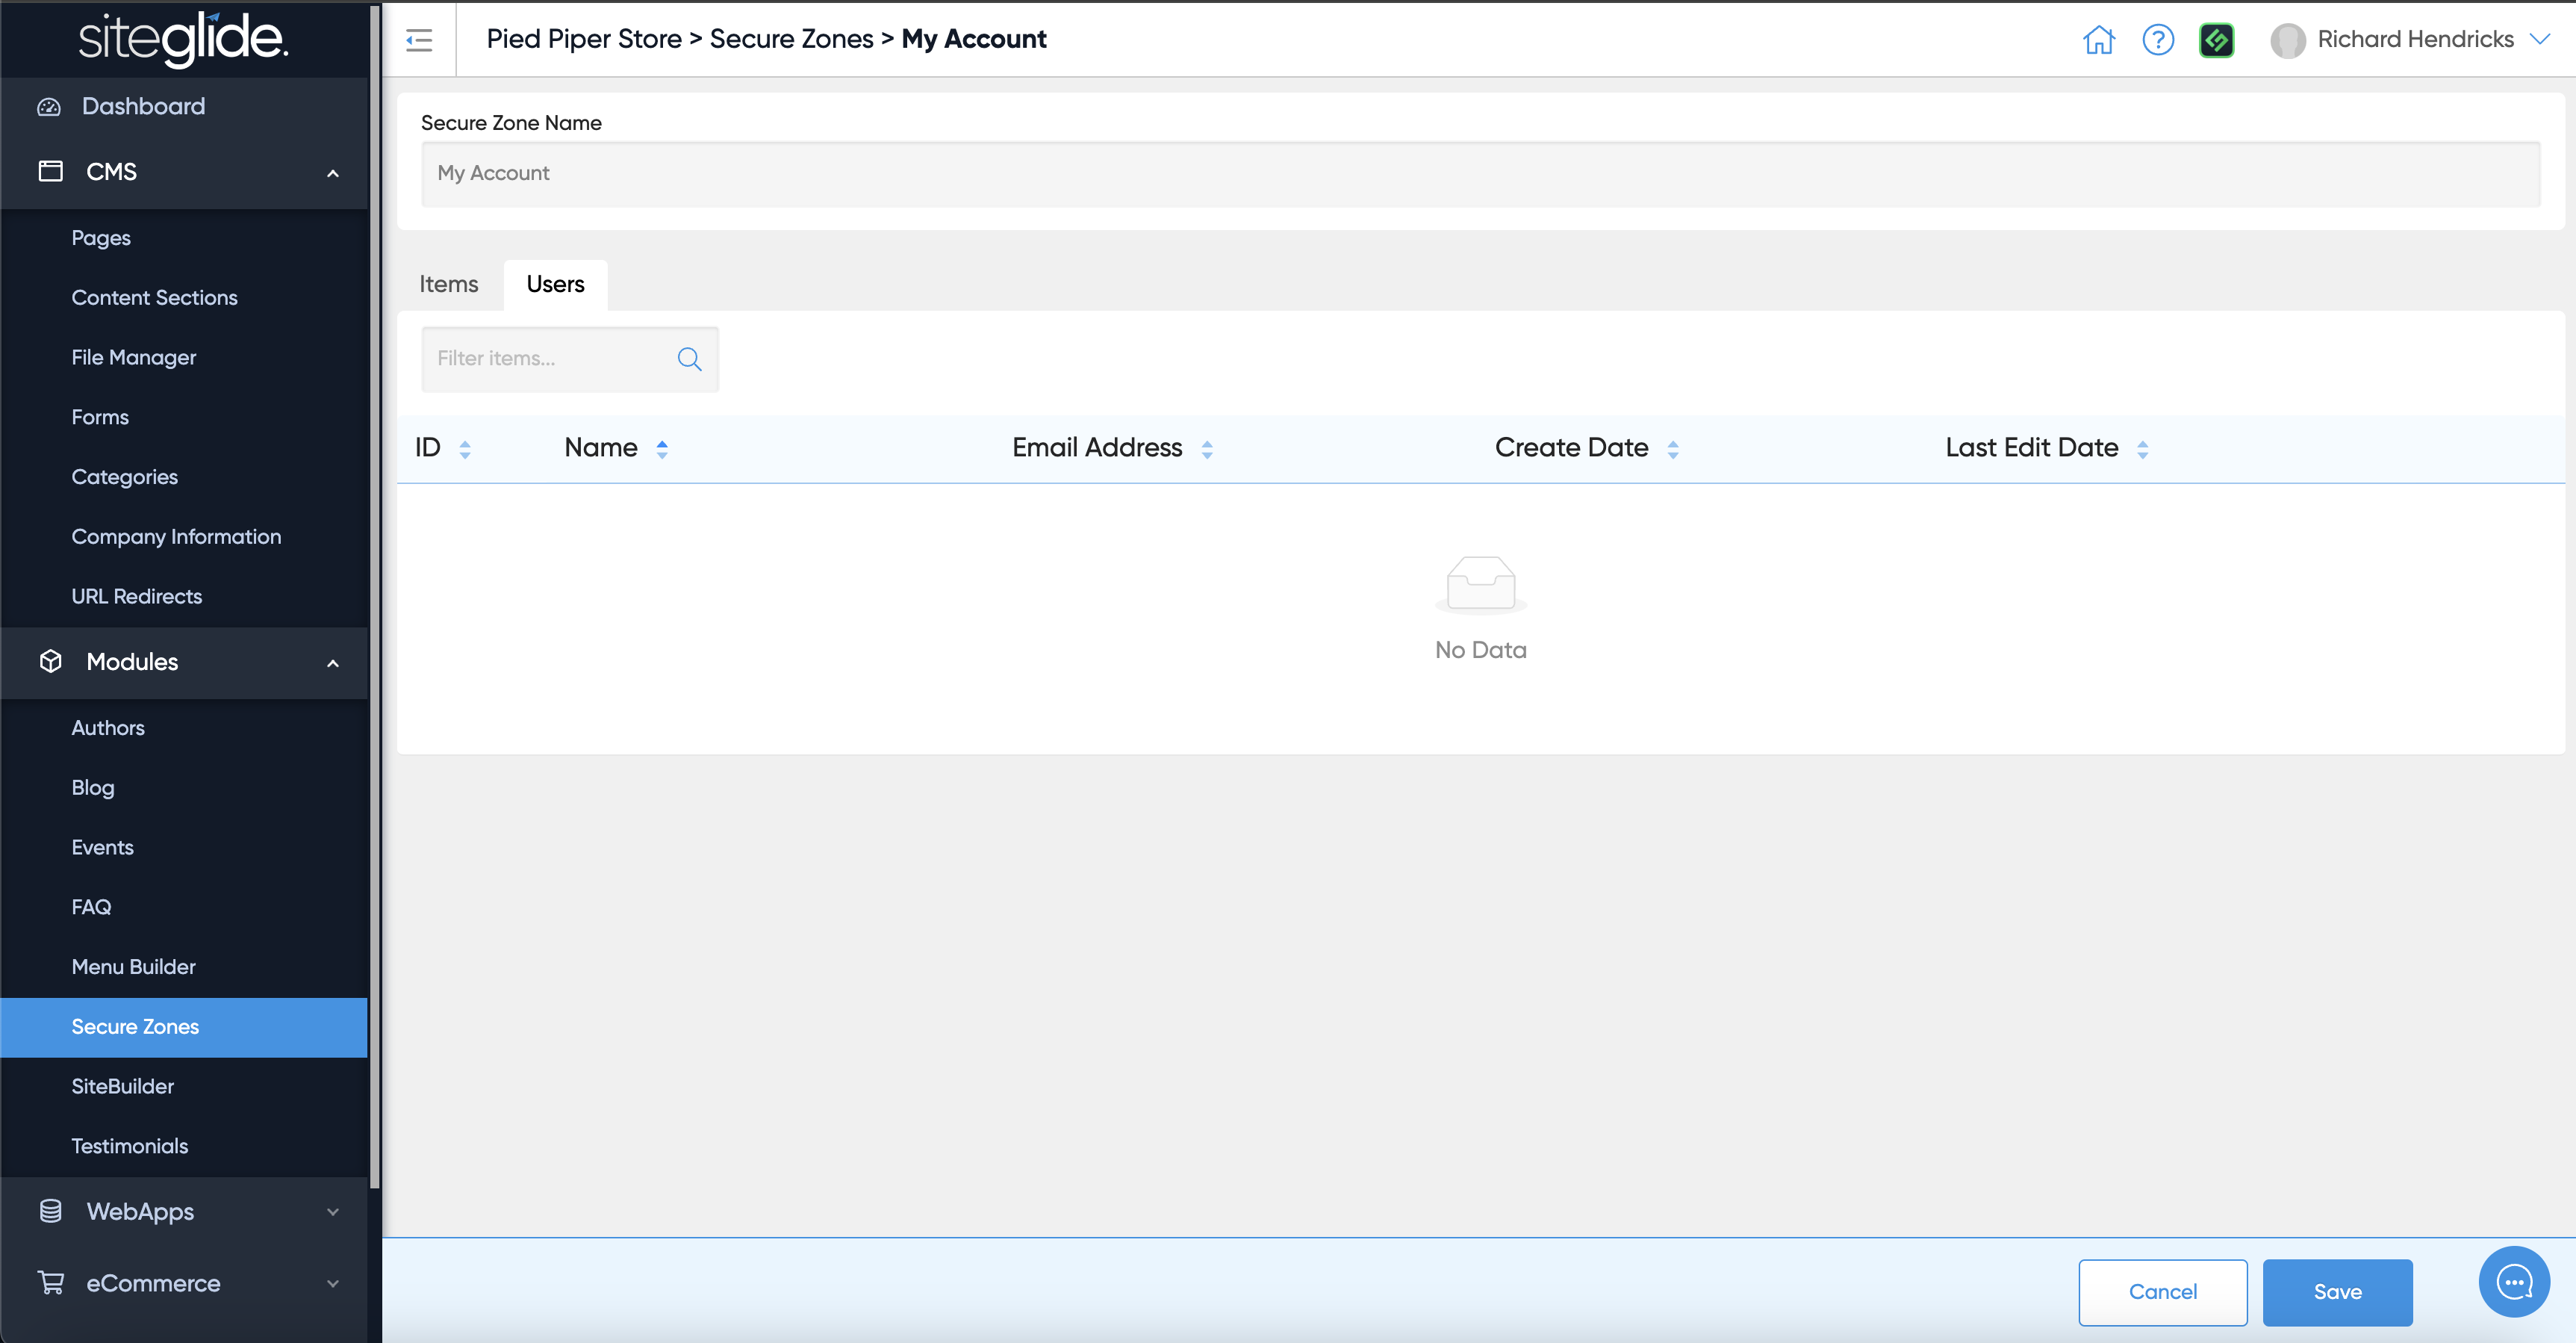 siteglide.
Pied Piper Store > Secure Zones > My Account
Richard Hendricks
Dashboard
CMS
Pages
Content Sections
File Manager
Forms
Categories
Company Information
URL Redirects
Modules
Authors
Blog
Events
FAQ
Menu Builder
Secure Zones
SiteBuilder
Testimonials
WebApps
eCommerce
Secure Zone Name
My Account
Items Users
Filter items...
ID Name Email Address Create Date Last Edit Date
No Data
Cancel Save